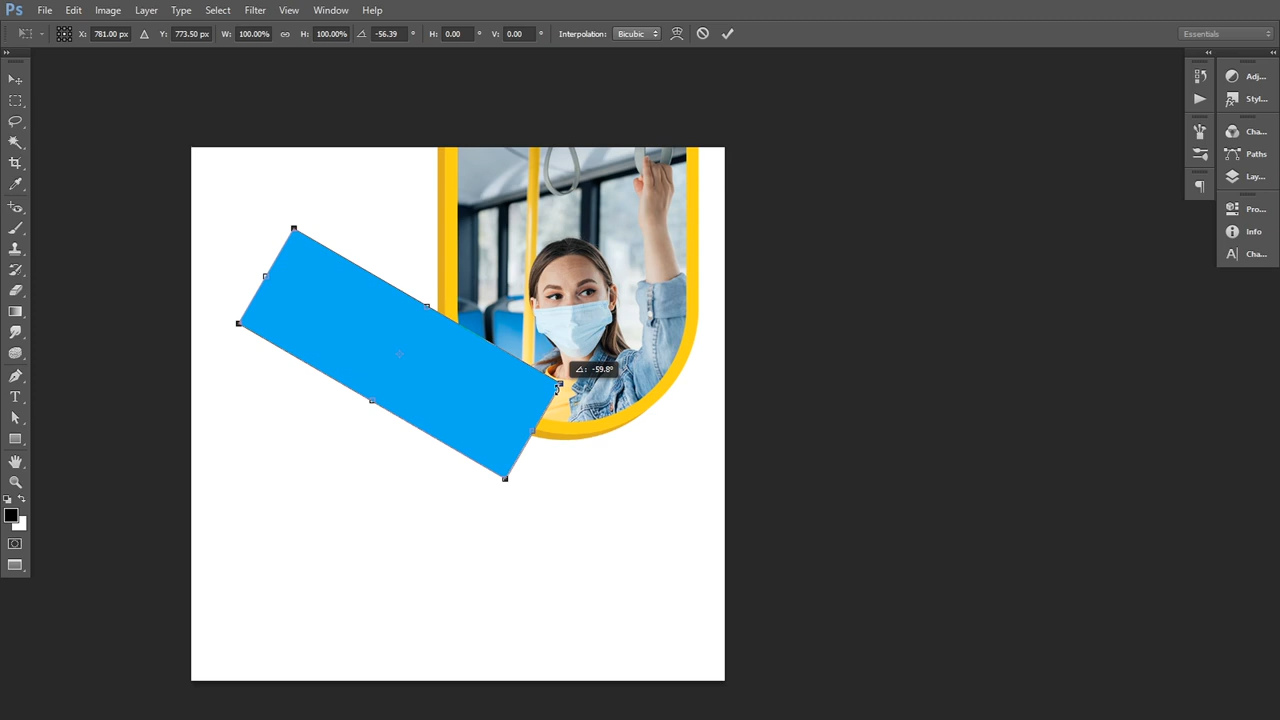 Ps File Edit Image Layer Type Select Filter View Window Help
X: 781.00 px Y: 773.50 px W: 100.00% H: 100.00% -56.39 ° H: 0.00 ° V: 0.00 ° Interpolation: Bicubic Essentials
Adj...
Styl...
Cha...
Paths
Lay...
Pro...
Info
Cha...
: -59.8°